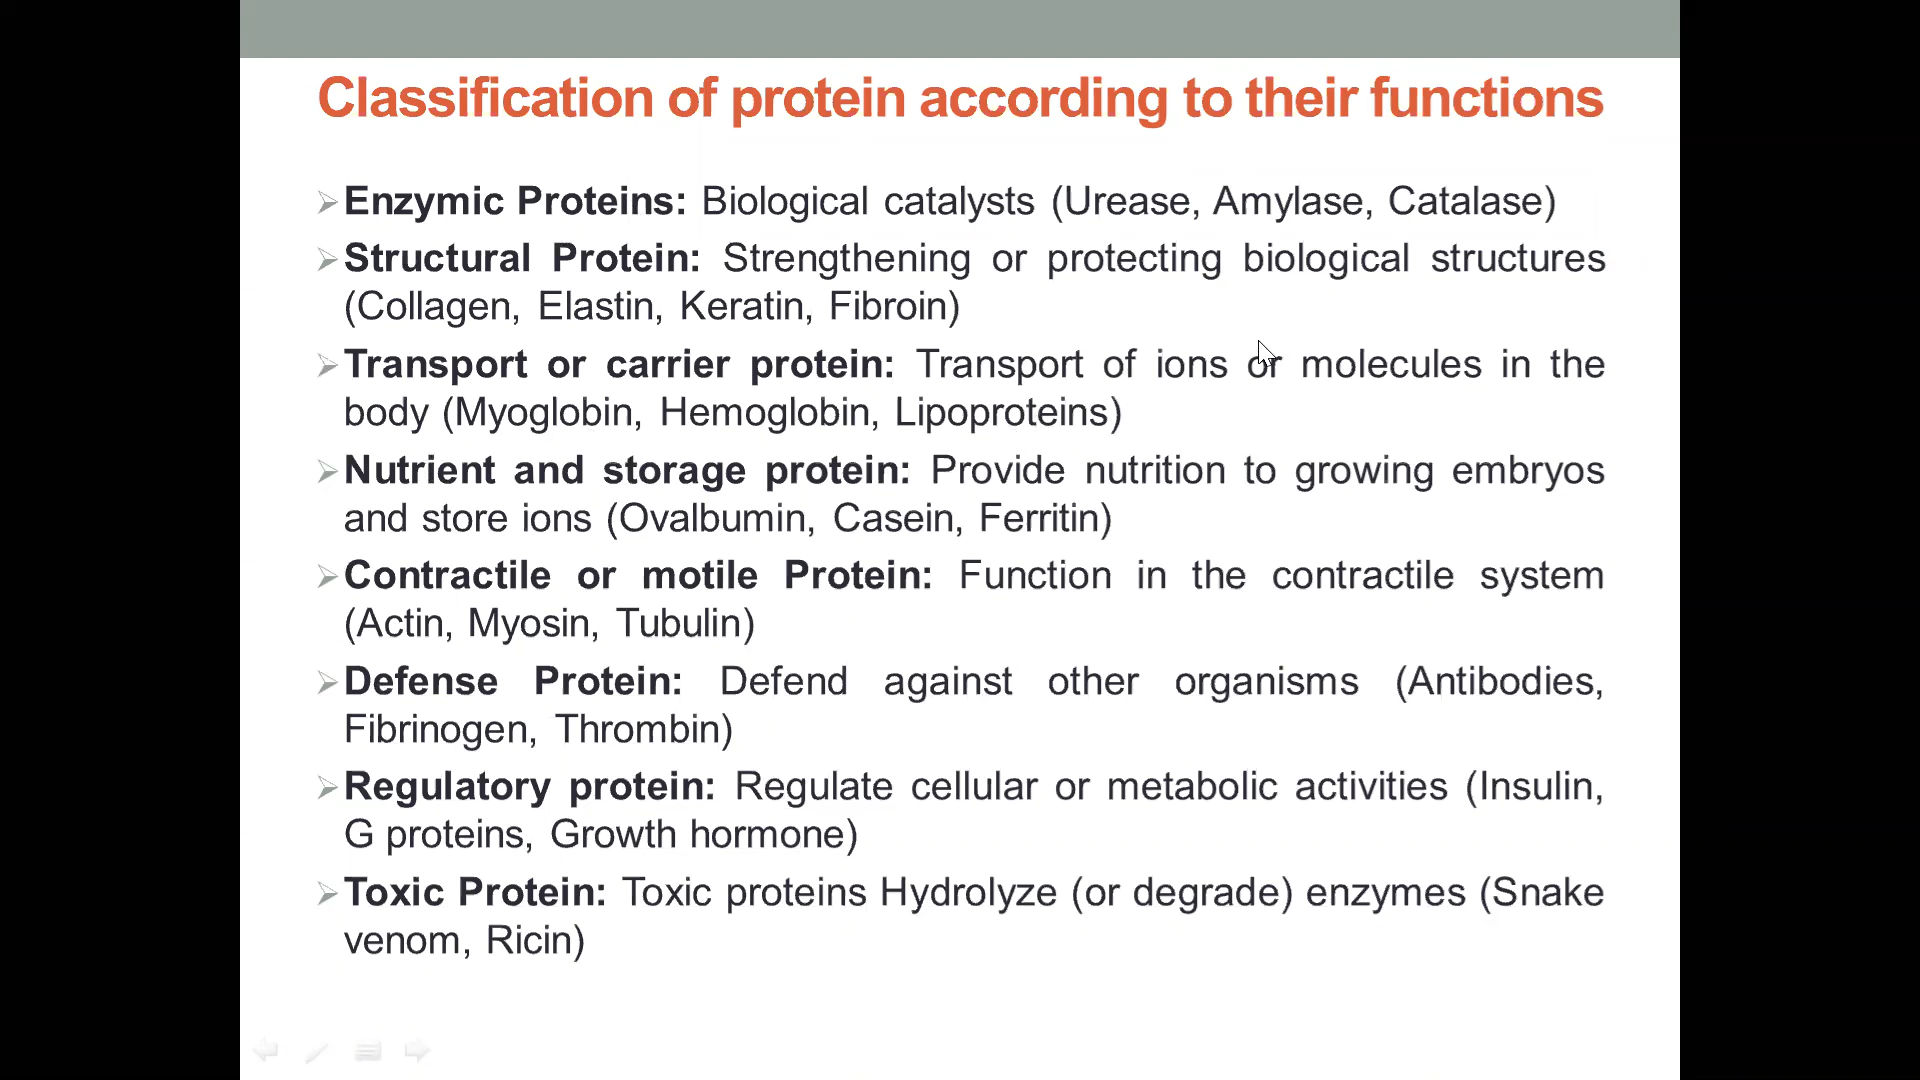 Classification of protein according to their functions
Enzymic Proteins: Biological catalysts (Urease, Amylase, Catalase)
Structural Protein: Strengthening or protecting biological structures
(Collagen, Elastin, Keratin, Fibroin)
Transport or carrier protein: Transport of ions or molecules in the
body (Myoglobin, Hemoglobin, Lipoproteins)
Nutrient and storage protein: Provide nutrition to growing embryos
and store ions (Ovalbumin, Casein, Ferritin)
Contractile or motile Protein: Function in the contractile system
(Actin, Myosin, Tubulin)
Defense Protein: Defend against other organisms (Antibodies,
Fibrinogen, Thrombin)
Regulatory protein: Regulate cellular or metabolic activities (Insulin,
G proteins, Growth hormone)
Toxic Protein: Toxic proteins Hydrolyze (or degrade) enzymes (Snake
venom, Ricin)